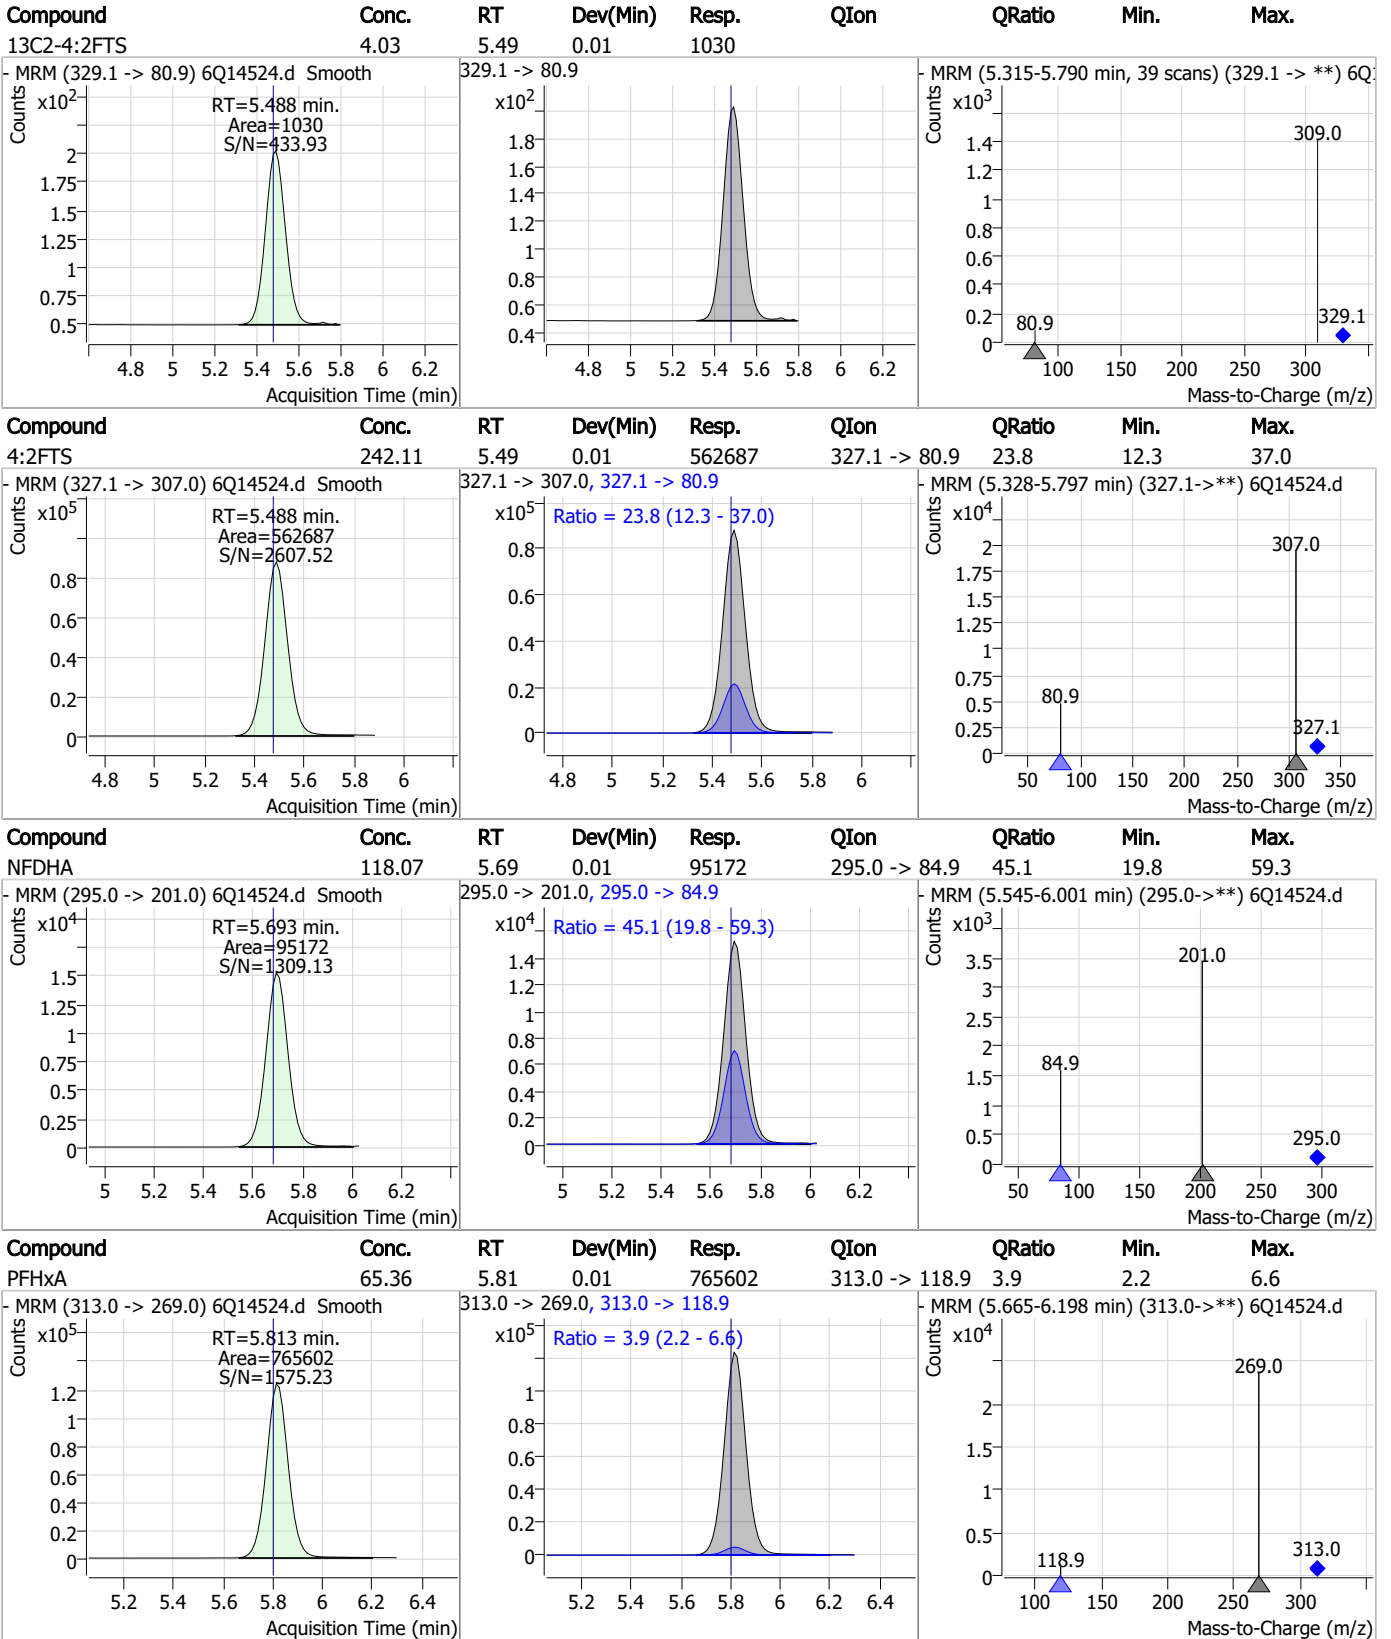 Compound Conc. RT Dev(Min) Resp. QIon QRatio Min. Max.
13C2-4:2FTS 4.03 5.49 0.01 1030
- MRM (329.1 -> 80.9) 6Q14524.d Smooth
329.1 -> 80.9
- MRM (5.315-5.790 min, 39 scans) (329.1 -> **) 6Q1
Counts
x10²
RT=5.488 min.
Area=1030
S/N=433.93
2
1.75
1.5
1.25
1
0.75
0.5
4.8 5 5.2 5.4 5.6 5.8 6 6.2
Acquisition Time (min)
x10²
1.8
1.6
1.4
1.2
1
0.8
0.6
0.4
4.8 5 5.2 5.4 5.6 5.8 6 6.2
Counts
x10³
309.0
1.4
1.2
1
0.8
0.6
0.4
0.2
0
80.9
329.1
100 150 200 250 300
Mass-to-Charge (m/z)
Compound Conc. RT Dev(Min) Resp. QIon QRatio Min. Max.
4:2FTS 242.11 5.49 0.01 562687 327.1 -> 80.9 23.8 12.3 37.0
- MRM (327.1 -> 307.0) 6Q14524.d Smooth
327.1 -> 307.0, 327.1 -> 80.9
- MRM (5.328-5.797 min) (327.1->**) 6Q14524.d
Counts
x10⁵
RT=5.488 min.
Area=562687
S/N=2607.52
0.8
0.6
0.4
0.2
0
4.8 5 5.2 5.4 5.6 5.8 6
Acquisition Time (min)
x10⁵
Ratio = 23.8 (12.3 - 37.0)
0.8
0.6
0.4
0.2
0
4.8 5 5.2 5.4 5.6 5.8 6
Counts
x10⁴
307.0
2
1.75
1.5
1.25
1
0.75
0.5
0.25
0
80.9
327.1
50 100 150 200 250 300 350
Mass-to-Charge (m/z)
Compound Conc. RT Dev(Min) Resp. QIon QRatio Min. Max.
NFDHA 118.07 5.69 0.01 95172 295.0 -> 84.9 45.1 19.8 59.3
- MRM (295.0 -> 201.0) 6Q14524.d Smooth
295.0 -> 201.0, 295.0 -> 84.9
- MRM (5.545-6.001 min) (295.0->**) 6Q14524.d
Counts
x10⁴
RT=5.693 min.
Area=95172
S/N=1309.13
1.5
1.25
1
0.75
0.5
0.25
0
5 5.2 5.4 5.6 5.8 6 6.2
Acquisition Time (min)
x10⁴
Ratio = 45.1 (19.8 - 59.3)
1.4
1.2
1
0.8
0.6
0.4
0.2
0
5 5.2 5.4 5.6 5.8 6 6.2
Counts
x10³
201.0
3.5
3
2.5
2
1.5
1
0.5
0
84.9
295.0
50 100 150 200 250 300
Mass-to-Charge (m/z)
Compound Conc. RT Dev(Min) Resp. QIon QRatio Min. Max.
PFHxA 65.36 5.81 0.01 765602 313.0 -> 118.9 3.9 2.2 6.6
- MRM (313.0 -> 269.0) 6Q14524.d Smooth
313.0 -> 269.0, 313.0 -> 118.9
- MRM (5.665-6.198 min) (313.0->**) 6Q14524.d
Counts
x10⁵
RT=5.813 min.
Area=765602
S/N=1575.23
1.2
1
0.8
0.6
0.4
0.2
0
5.2 5.4 5.6 5.8 6 6.2 6.4
Acquisition Time (min)
x10⁵
Ratio = 3.9 (2.2 - 6.6)
1
0.8
0.6
0.4
0.2
0
5.2 5.4 5.6 5.8 6 6.2 6.4
Counts
x10⁴
269.0
2
1.5
1
0.5
0
118.9
313.0
100 150 200 250 300
Mass-to-Charge (m/z)